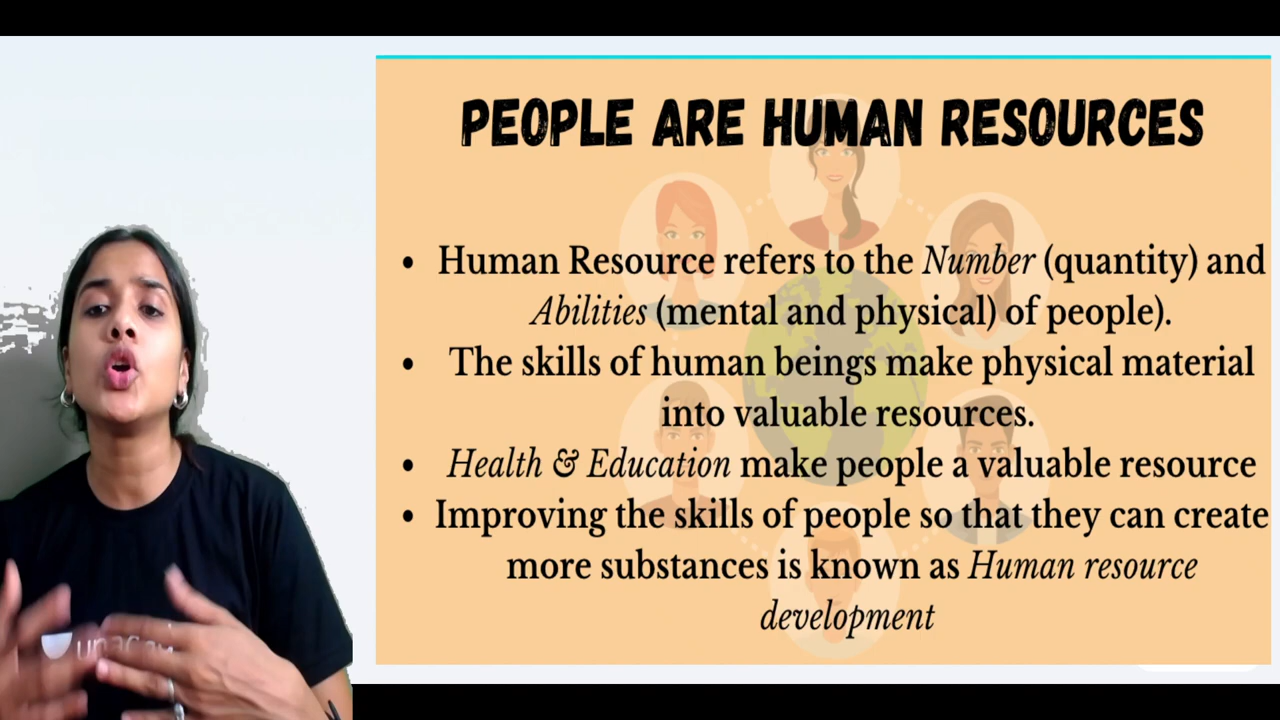 PEOPLE ARE HUMAN RESOURCES
• Human Resource refers to the Number (quantity) and
Abilities (mental and physical) of people).
• The skills of human beings make physical material
into valuable resources.
• Health & Education make people a valuable resource
• Improving the skills of people so that they can create
more substances is known as Human resource
development